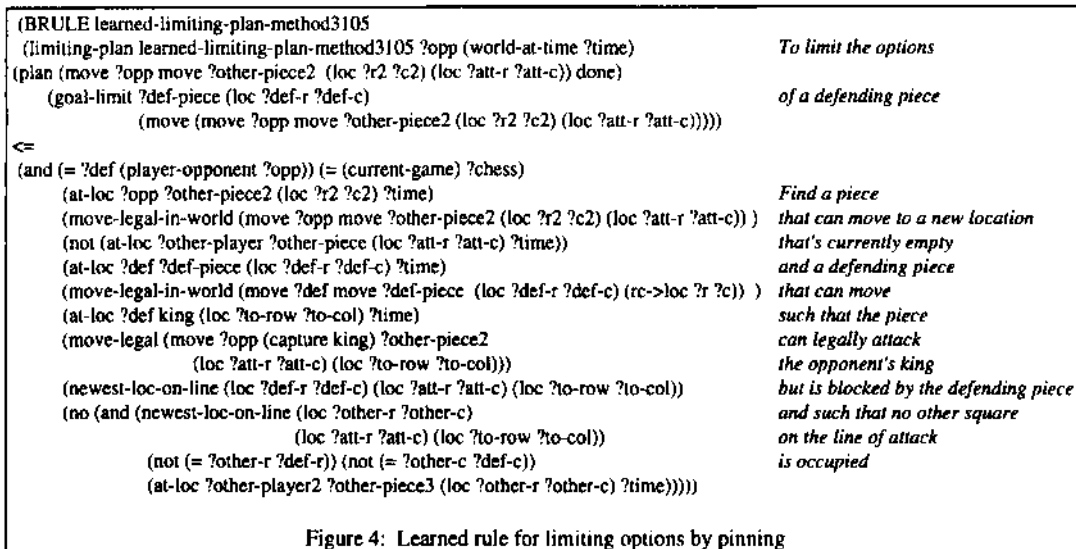 (BRULE learned-limiting-plan-method3105
(limiting-plan learned-limiting-plan-method3105 ?opp (world-at-time ?time) To limit the options
(plan (move ?opp move ?other-piece2 (loc ?r2 ?c2) (loc ?att-r ?att-c)) done)
(goal-limit ?def-piece (loc ?def-r ?def-c) of a defending piece
(move (move ?opp move ?other-piece2 (loc ?r2 ?c2) (loc ?att-r ?att-c)))))
<=
(and (= ?def (player-opponent ?opp)) (= (current-game) ?chess)
(at-loc ?opp ?other-piece2 (loc ?r2 ?c2) ?time) Find a piece
(move-legal-in-world (move ?opp move ?other-piece2 (loc ?r2 ?c2) (loc ?att-r ?att-c)) ) that can move to a new location
(not (at-loc ?other-player ?other-piece (loc ?att-r ?att-c) ?time)) that's currently empty
(at-loc ?def ?def-piece (loc ?def-r ?def-c) ?time) and a defending piece
(move-legal-in-world (move ?def move ?def-piece (loc ?def-r ?def-c) (rc->loc ?r ?c)) ) that can move
(at-loc ?def king (loc ?to-row ?to-col) ?time) such that the piece
(move-legal (move ?opp (capture king) ?other-piece2 can legally attack
(loc ?att-r ?att-c) (loc ?to-row ?to-col))) the opponent's king
(newest-loc-on-line (loc ?def-r ?def-c) (loc ?att-r ?att-c) (loc ?to-row ?to-col)) but is blocked by the defending piece
(no (and (newest-loc-on-line (loc ?other-r ?other-c) and such that no other square
(loc ?att-r ?att-c) (loc ?to-row ?to-col)) on the line of attack
(not (= ?other-r ?def-r)) (not (= ?other-c ?def-c)) is occupied
(at-loc ?other-player2 ?other-piece3 (loc ?other-r ?other-c) ?time)))))
Figure 4: Learned rule for limiting options by pinning